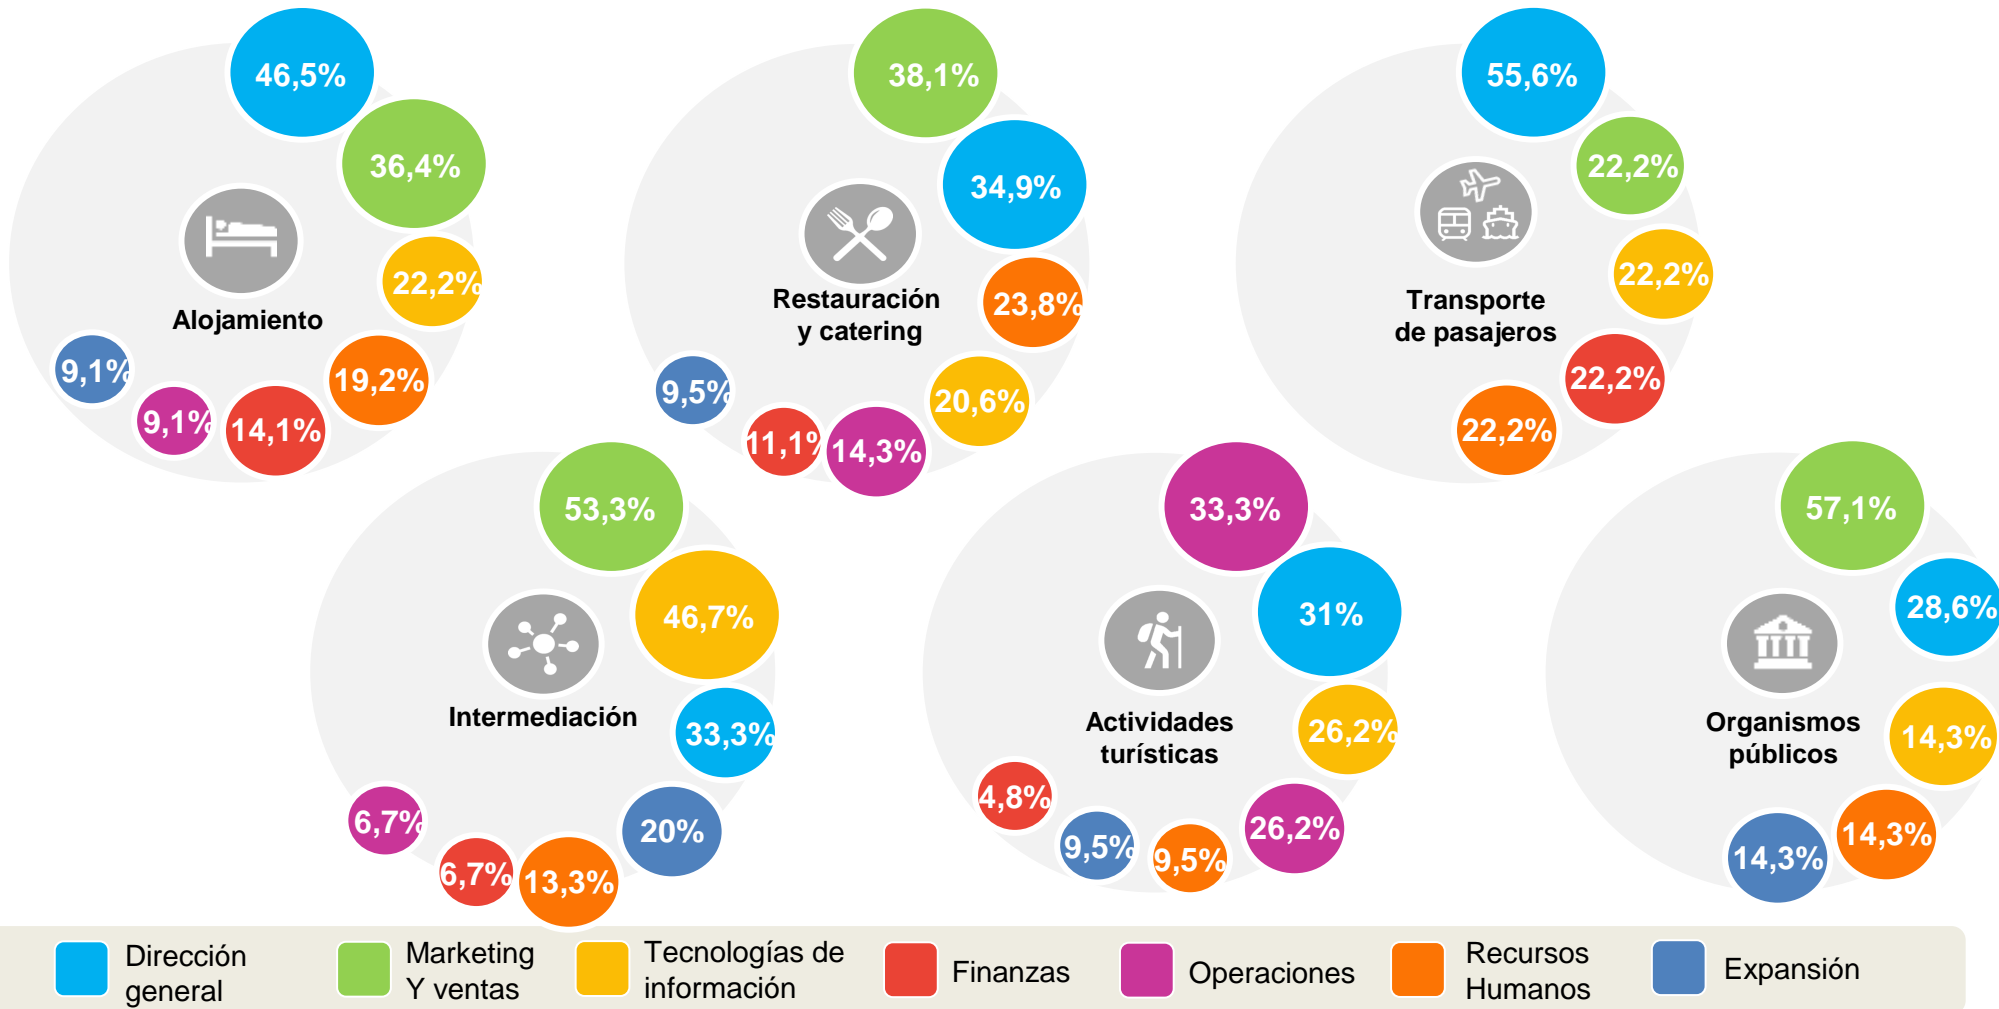 46,5%
36,4%
22,2%
19,2%
14,1%
9,1%
9,1%
Alojamiento
38,1%
34,9%
23,8%
20,6%
14,3%
11,1%
9,5%
Restauración
y catering
55,6%
22,2%
22,2%
22,2%
22,2%
Transporte
de pasajeros
53,3%
46,7%
33,3%
20%
13,3%
6,7%
6,7%
Intermediación
33,3%
31%
26,2%
26,2%
9,5%
9,5%
4,8%
Actividades
turísticas
57,1%
28,6%
14,3%
14,3%
14,3%
Organismos
públicos
Dirección
general
Marketing
Y ventas
Tecnologías de
información
Finanzas
Operaciones
Recursos
Humanos
Expansión